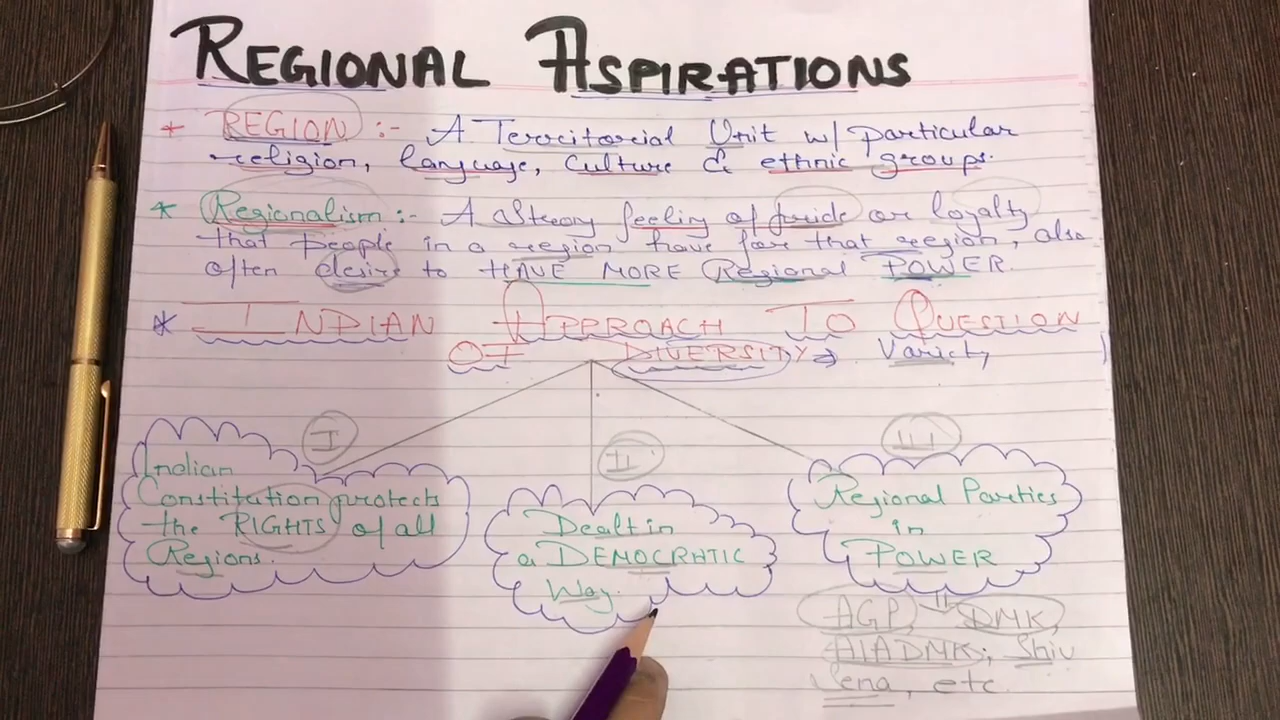 REGIONAL ASPIRATIONS
* REGION :- A Territorial Unit w/ particular
religion, language, Culture & ethnic groups.
* Regionalism :- A Strong feeling of pride or loyalty
that people in a region have for that region, also
often desire to HAVE MORE Regional POWER.
* INDIAN APPROACH TO QUESTION
OF DIVERSITY → Variety
I
Indian
Constitution protects
the RIGHTS of all
Regions.
II
Dealt in
a DEMOCRATIC
Way.
III
Regional Parties
in
POWER
AGP, DMK,
AIADMK; Shiv
Sena, etc.